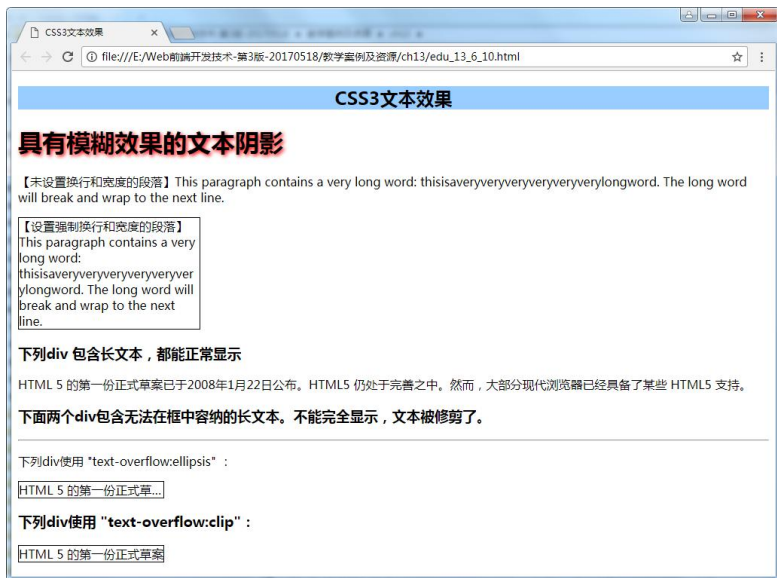 CSS3文本效果
file:///E:/Web前端开发技术-第3版-20170518/教学案例及资源/ch13/edu_13_6_10.html
CSS3文本效果
具有模糊效果的文本阴影
【未设置换行和宽度的段落】This paragraph contains a very long word: thisisaveryveryveryveryveryverylongword. The long word
will break and wrap to the next line.
【设置强制换行和宽度的段落】
This paragraph contains a very
long word:
thisisaveryveryveryveryver
ylongword. The long word will
break and wrap to the next
line.
下列div 包含长文本，都能正常显示
HTML 5 的第一份正式草案已于2008年1月22日公布。HTML5 仍处于完善之中。然而，大部分现代浏览器已经具备了某些 HTML5 支持。
下面两个div包含无法在框中容纳的长文本。不能完全显示，文本被修剪了。
下列div使用 "text-overflow:ellipsis" ：
HTML 5 的第一份正式草...
下列div使用 "text-overflow:clip"：
HTML 5 的第一份正式草案